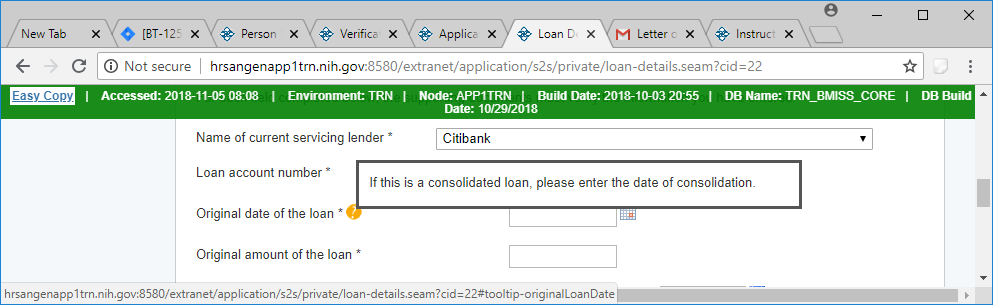 New Tab
[BT-125
Person
Verifica
Applica
Loan De
Letter o
Instruct
Not secure
hrsangenapp1trn.nih.gov:8580/extranet/application/s2s/private/loan-details.seam?cid=22
Easy Copy | Accessed: 2018-11-05 08:08 | Environment: TRN | Node: APP1TRN | Build Date: 2018-10-03 20:55 | DB Name: TRN_BMISS_CORE | DB Build
Date: 10/29/2018
Name of current servicing lender *
Citibank
Loan account number *
If this is a consolidated loan, please enter the date of consolidation.
Original date of the loan * ?
Original amount of the loan *
hrsangenapp1trn.nih.gov:8580/extranet/application/s2s/private/loan-details.seam?cid=22#tooltip-originalLoanDate